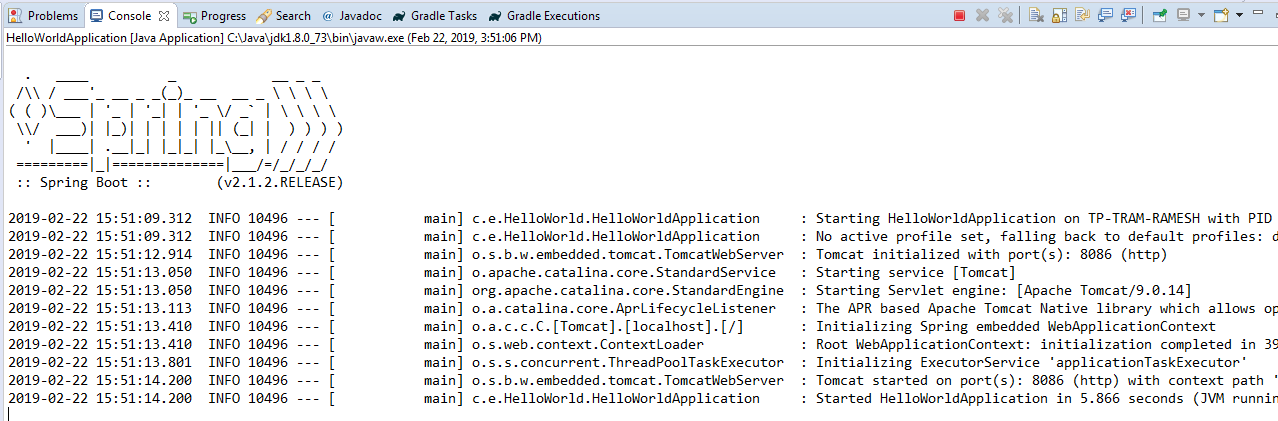 Problems Console Progress Search Javadoc Gradle Tasks Gradle Executions
HelloWorldApplication [Java Application] C:\Java\jdk1.8.0_73\bin\javaw.exe (Feb 22, 2019, 3:51:06 PM)
  .   ____          _            __ _ _
 /\\ / ___'_ __ _ _(_)_ __  __ _ \ \ \ \
( ( )\___ | '_ | '_| | '_ \/ _` | \ \ \ \
 \\/  ___)| |_)| | | | | || (_| |  ) ) ) )
  '  |____| .__|_| |_|_| |_\__, | / / / /
 =========|_|==============|___/=/_/_/_/
 :: Spring Boot ::        (v2.1.2.RELEASE)
2019-02-22 15:51:09.312  INFO 10496 --- [           main] c.e.HelloWorld.HelloWorldApplication     : Starting HelloWorldApplication on TP-TRAM-RAMESH with PID
2019-02-22 15:51:09.312  INFO 10496 --- [           main] c.e.HelloWorld.HelloWorldApplication     : No active profile set, falling back to default profiles: d
2019-02-22 15:51:12.914  INFO 10496 --- [           main] o.s.b.w.embedded.tomcat.TomcatWebServer  : Tomcat initialized with port(s): 8086 (http)
2019-02-22 15:51:13.050  INFO 10496 --- [           main] o.apache.catalina.core.StandardService   : Starting service [Tomcat]
2019-02-22 15:51:13.050  INFO 10496 --- [           main] org.apache.catalina.core.StandardEngine  : Starting Servlet engine: [Apache Tomcat/9.0.14]
2019-02-22 15:51:13.113  INFO 10496 --- [           main] o.a.catalina.core.AprLifecycleListener   : The APR based Apache Tomcat Native library which allows op
2019-02-22 15:51:13.410  INFO 10496 --- [           main] o.a.c.c.C.[Tomcat].[localhost].[/]       : Initializing Spring embedded WebApplicationContext
2019-02-22 15:51:13.410  INFO 10496 --- [           main] o.s.web.context.ContextLoader            : Root WebApplicationContext: initialization completed in 39
2019-02-22 15:51:13.801  INFO 10496 --- [           main] o.s.s.concurrent.ThreadPoolTaskExecutor  : Initializing ExecutorService 'applicationTaskExecutor'
2019-02-22 15:51:14.200  INFO 10496 --- [           main] o.s.b.w.embedded.tomcat.TomcatWebServer  : Tomcat started on port(s): 8086 (http) with context path '
2019-02-22 15:51:14.200  INFO 10496 --- [           main] c.e.HelloWorld.HelloWorldApplication     : Started HelloWorldApplication in 5.866 seconds (JVM runnin